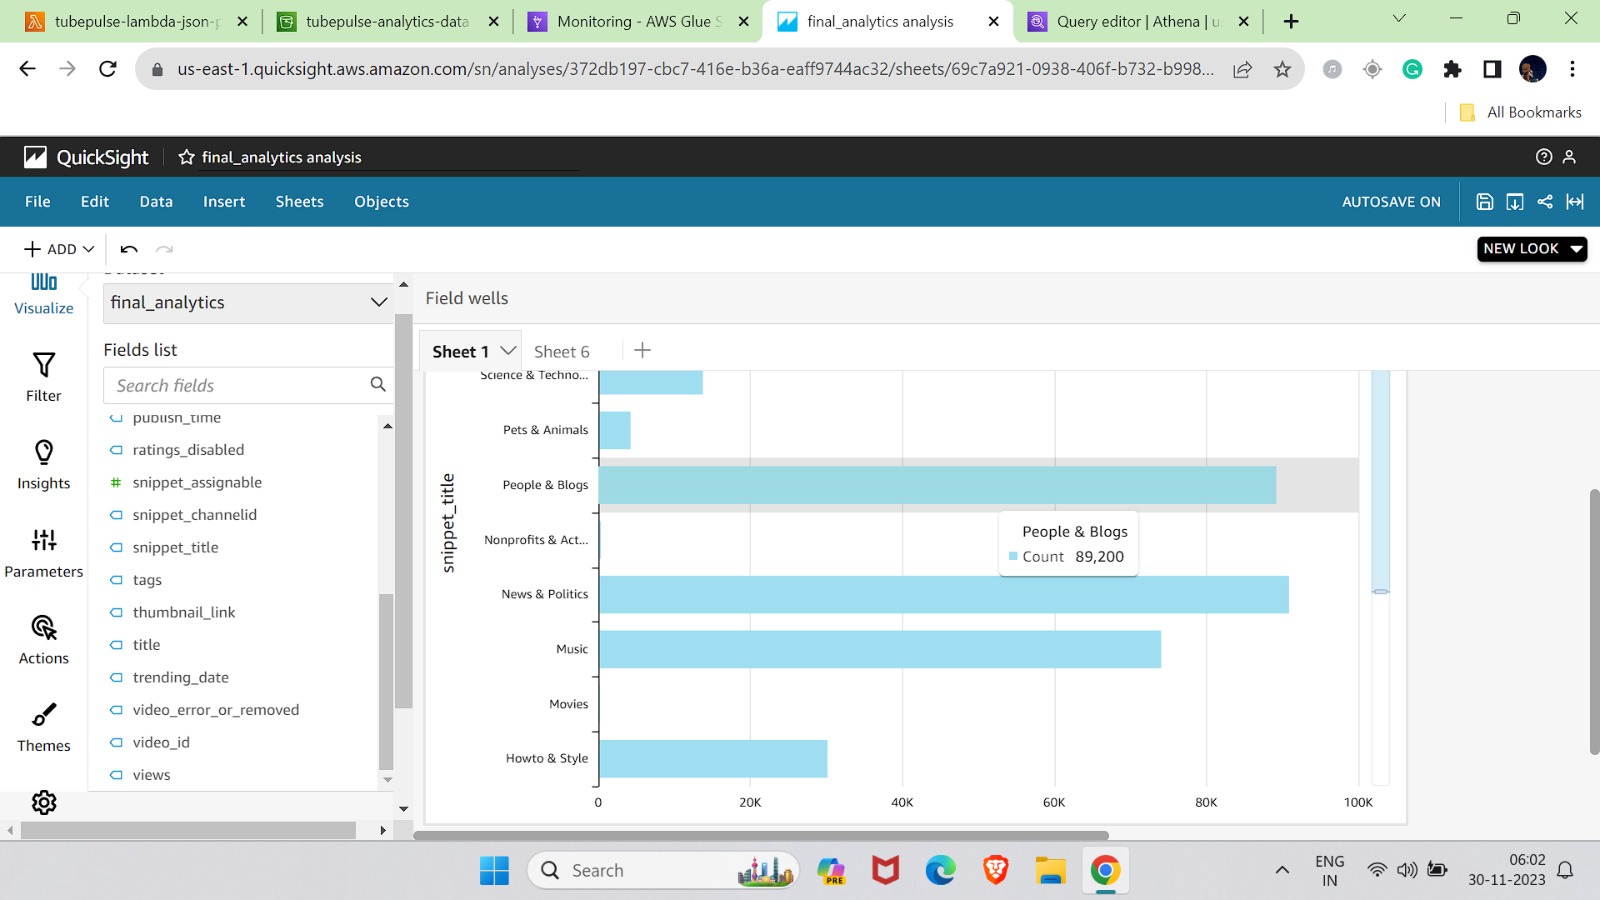 tubepulse-lambda-json-p
tubepulse-analytics-data
Monitoring - AWS Glue S
final_analytics analysis
Query editor | Athena | u
us-east-1.quicksight.aws.amazon.com/sn/analyses/372db197-cbc7-416e-b36a-eaff9744ac32/sheets/69c7a921-0938-406f-b732-b998...
All Bookmarks
QuickSight
final_analytics analysis
File Edit Data Insert Sheets Objects
AUTOSAVE ON
ADD
NEW LOOK
Visualize
Filter
Insights
Parameters
Actions
Themes
Dataset
final_analytics
Fields list
Search fields
publish_time
ratings_disabled
snippet_assignable
snippet_channelid
snippet_title
tags
thumbnail_link
title
trending_date
video_error_or_removed
video_id
views
Field wells
Sheet 1 Sheet 6
snippet_title
Science & Techno...
Pets & Animals
People & Blogs
Nonprofits & Act...
News & Politics
Music
Movies
Howto & Style
People & Blogs
Count 89,200
0 20K 40K 60K 80K 100K
Search
PRE
ENG
IN
06:02
30-11-2023